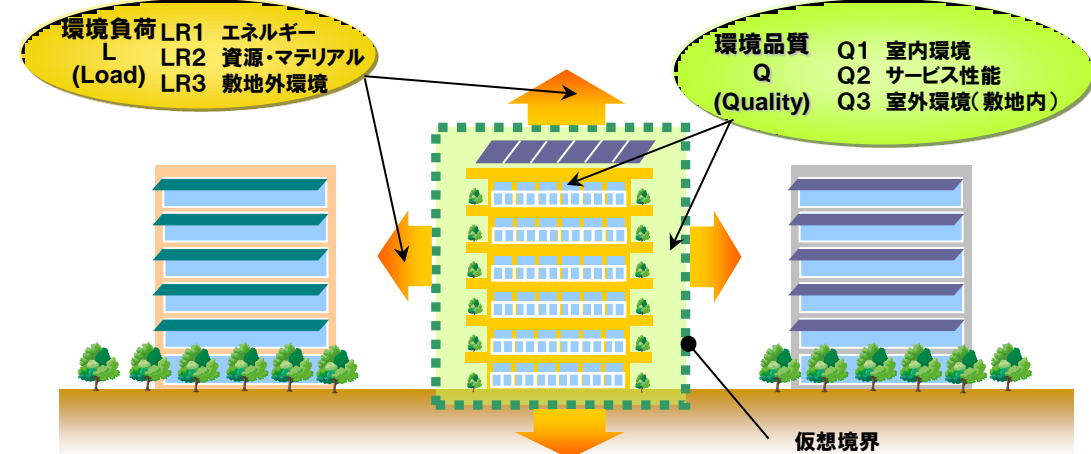 環境負荷
L
(Load)
LR1 エネルギー
LR2 資源・マテリアル
LR3 敷地外環境
環境品質
Q
(Quality)
Q1 室内環境
Q2 サービス性能
Q3 室外環境(敷地内)
仮想境界